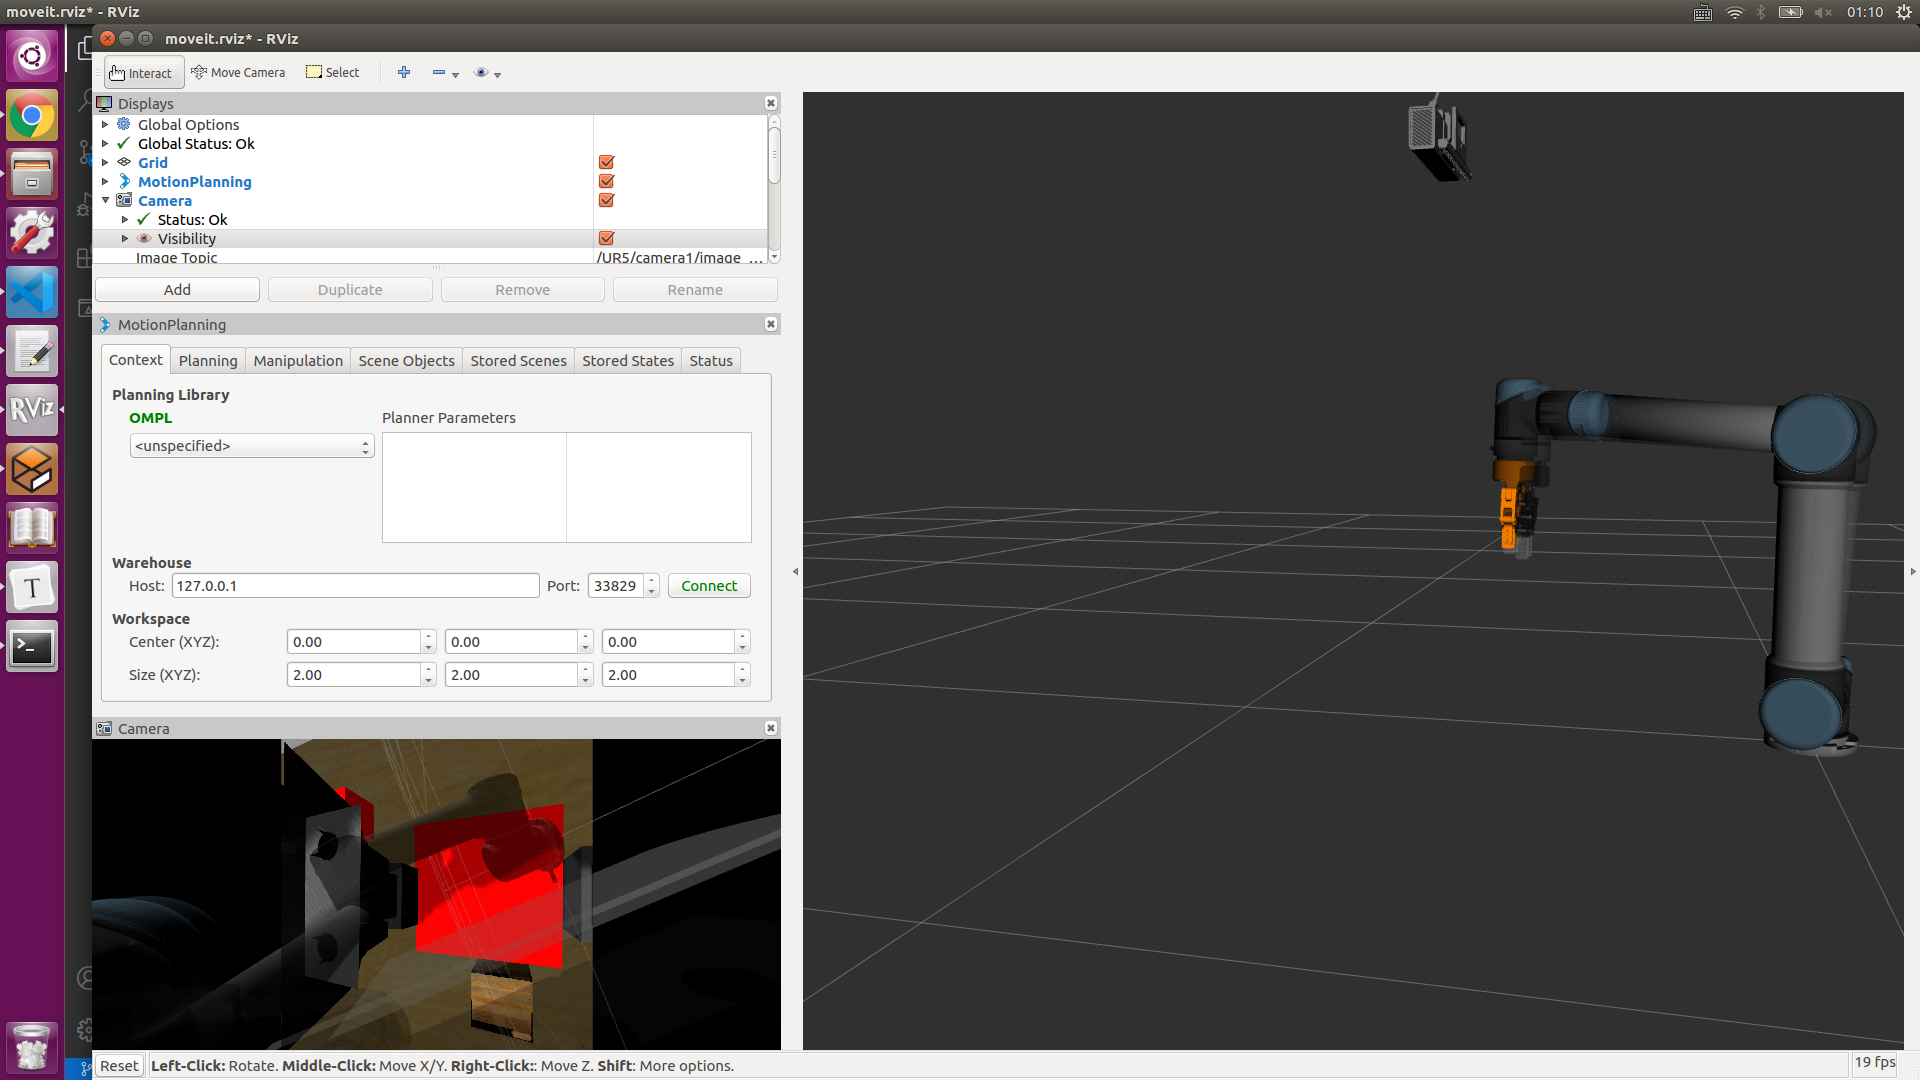 moveit.rviz* - RViz
01:10
moveit.rviz* - RViz
Interact
Move Camera
Select
Displays
Global Options
Global Status: Ok
Grid
MotionPlanning
Camera
Status: Ok
Visibility
Image Topic
/UR5/camera1/image_...
Add
Duplicate
Remove
Rename
MotionPlanning
Context
Planning
Manipulation
Scene Objects
Stored Scenes
Stored States
Status
Planning Library
OMPL
Planner Parameters
<unspecified>
Warehouse
Host:
127.0.0.1
Port:
33829
Connect
Workspace
Center (XYZ):
0.00
0.00
0.00
Size (XYZ):
2.00
2.00
2.00
Camera
RViz
T
Reset
Left-Click: Rotate. Middle-Click: Move X/Y. Right-Click:: Move Z. Shift: More options.
19 fps